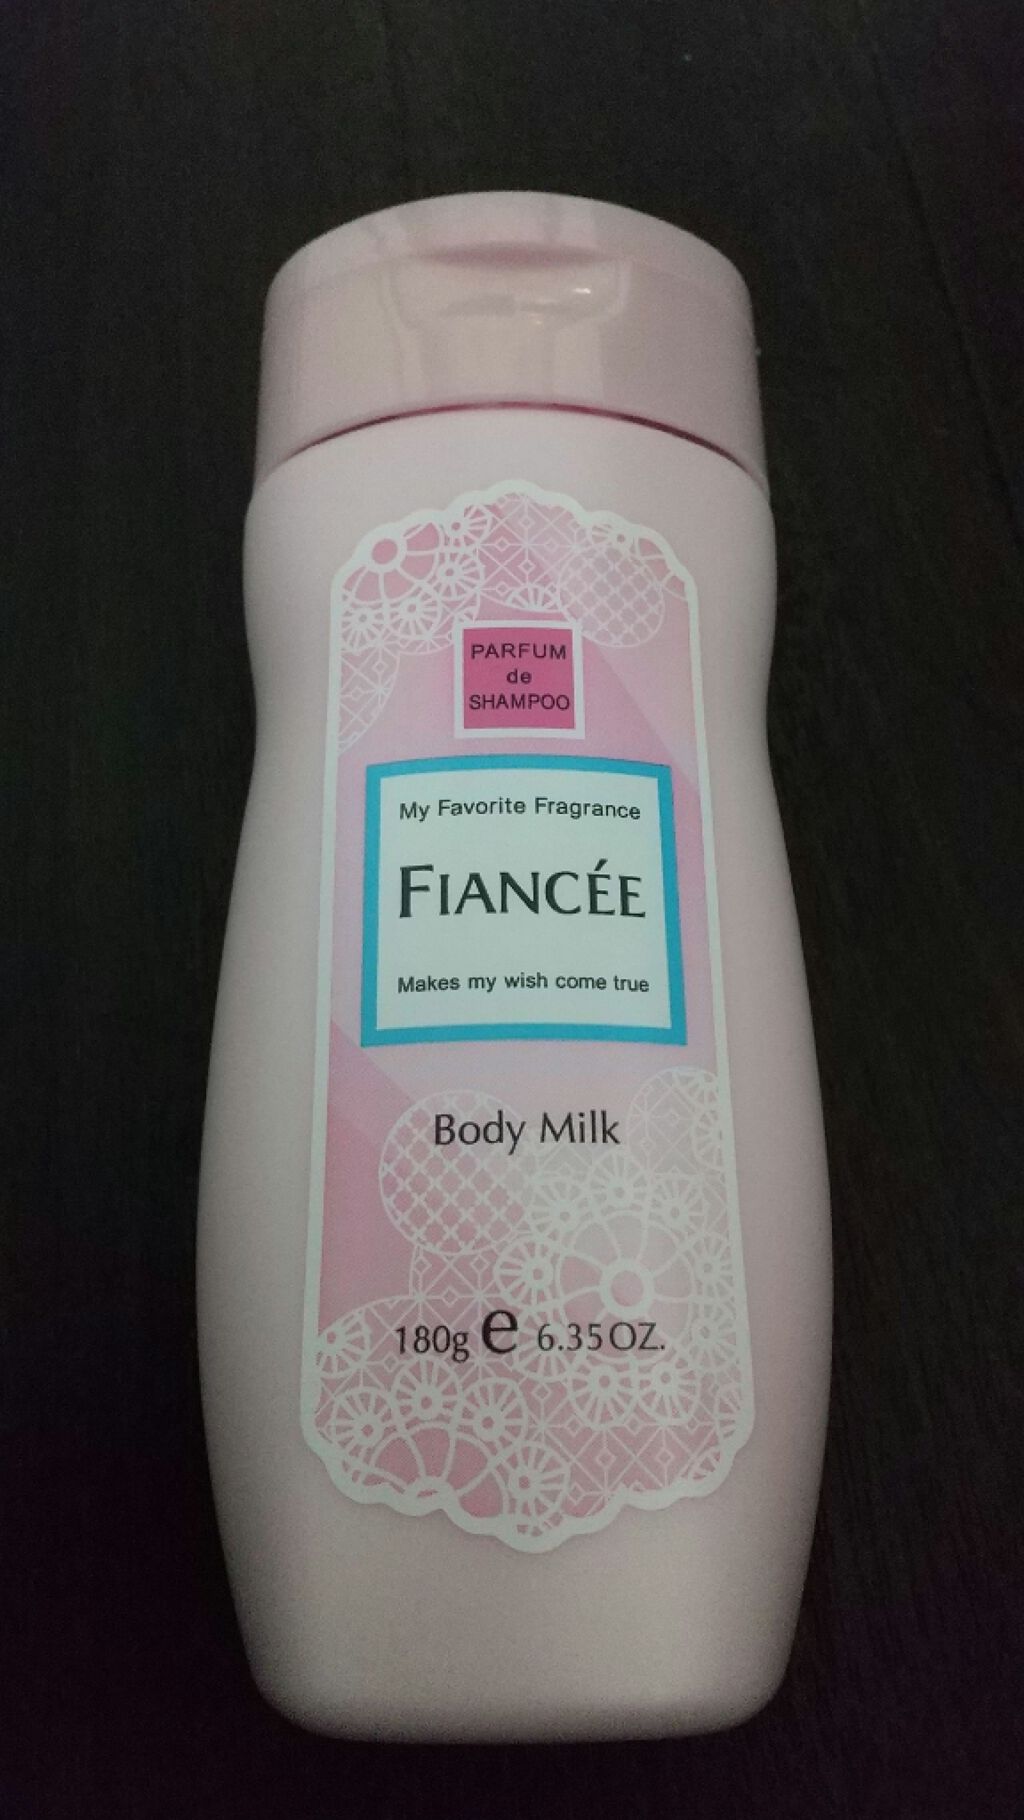 PARFUM
de
SHAMPOO
My Favorite Fragrance
FIANCÉE
Makes my wish come true
Body Milk
180g e 6.35 OZ.